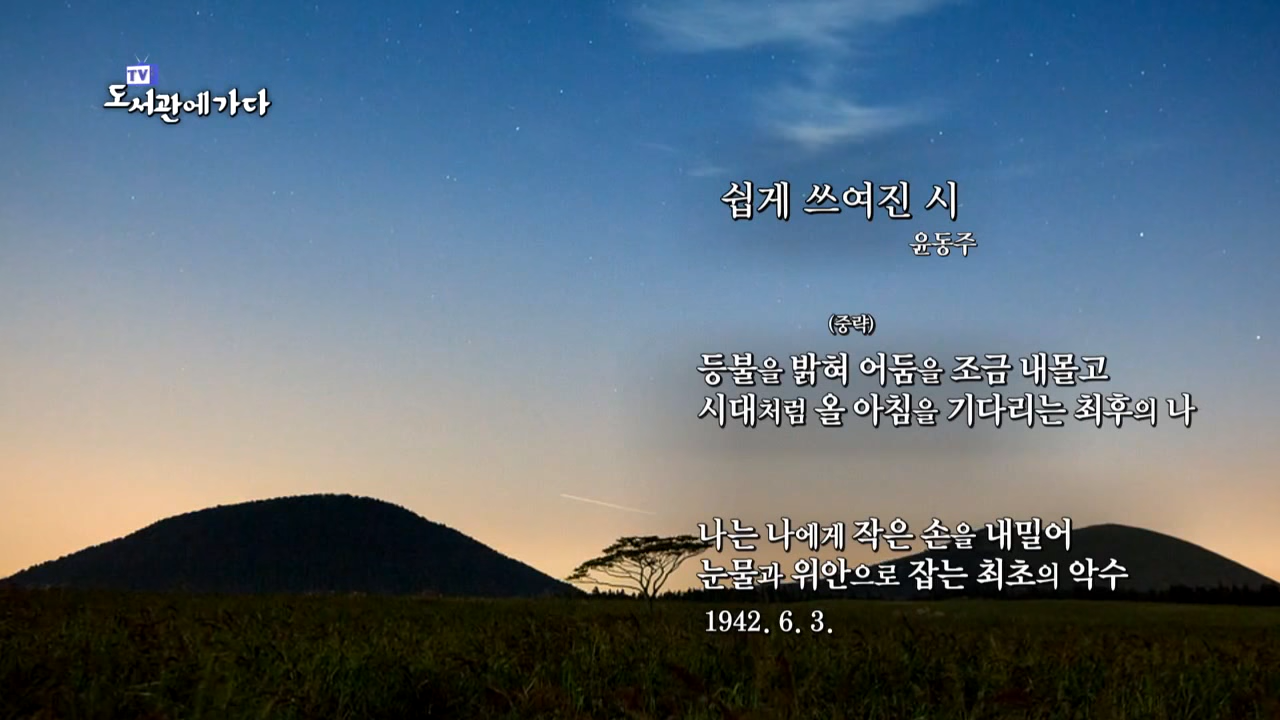 TV
도서관에가다
쉽게 쓰여진 시
윤동주
(중략)
등불을 밝혀 어둠을 조금 내몰고
시대처럼 올 아침을 기다리는 최후의 나
나는 나에게 작은 손을 내밀어
눈물과 위안으로 잡는 최초의 악수
1942. 6. 3.